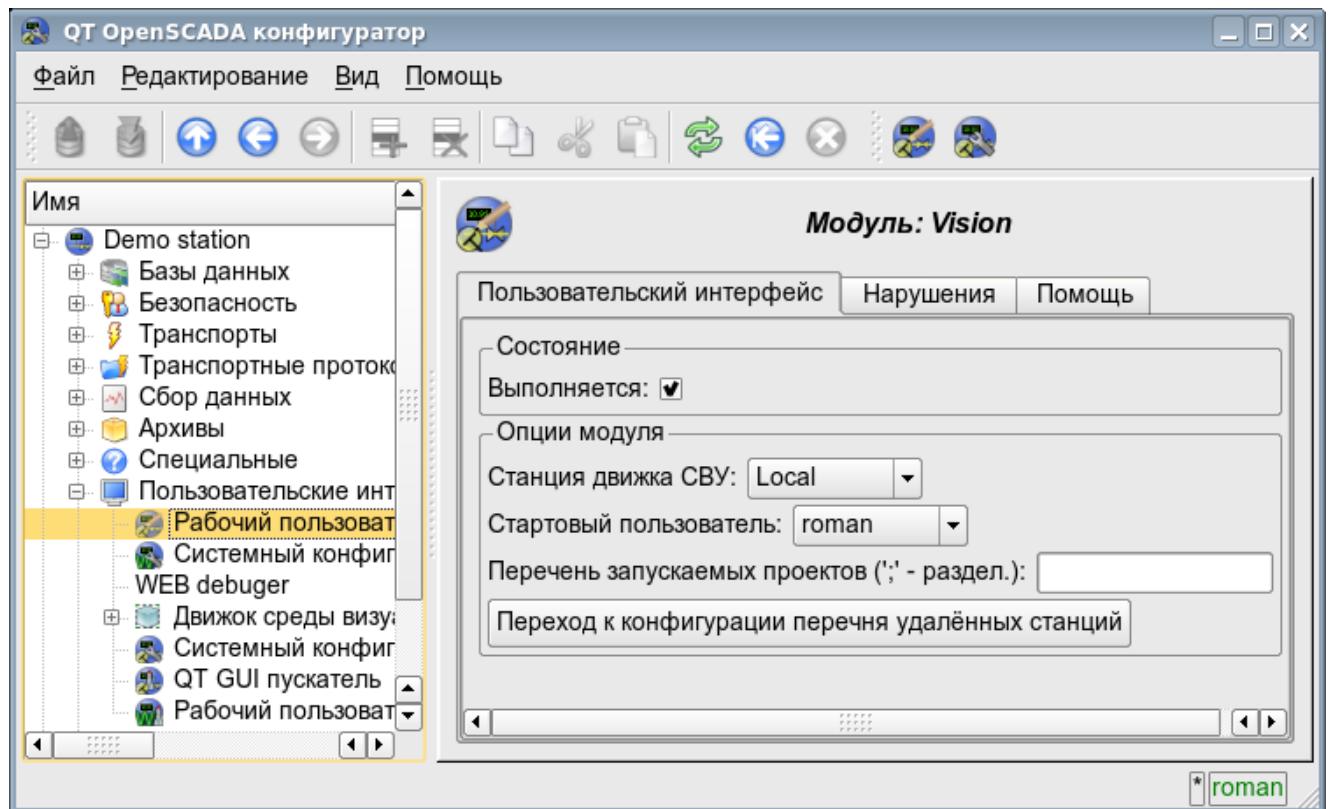 QT OpenSCADA конфигуратор
Файл Редактирование Вид Помощь
Имя
Demo station
Базы данных
Безопасность
Транспорты
Транспортные проток
Сбор данных
Архивы
Специальные
Пользовательские инт
Рабочий пользоват
Системный конфиг
WEB debuger
Движок среды визу
Системный конфиг
QT GUI пускатель
Рабочий пользоват
Модуль: Vision
Пользовательский интерфейс Нарушения Помощь
Состояние
Выполняется:
Опции модуля
Станция движка СВУ: Local
Стартовый пользователь: roman
Перечень запускаемых проектов (';' - раздел.):
Переход к конфигурации перечня удалённых станций
* roman